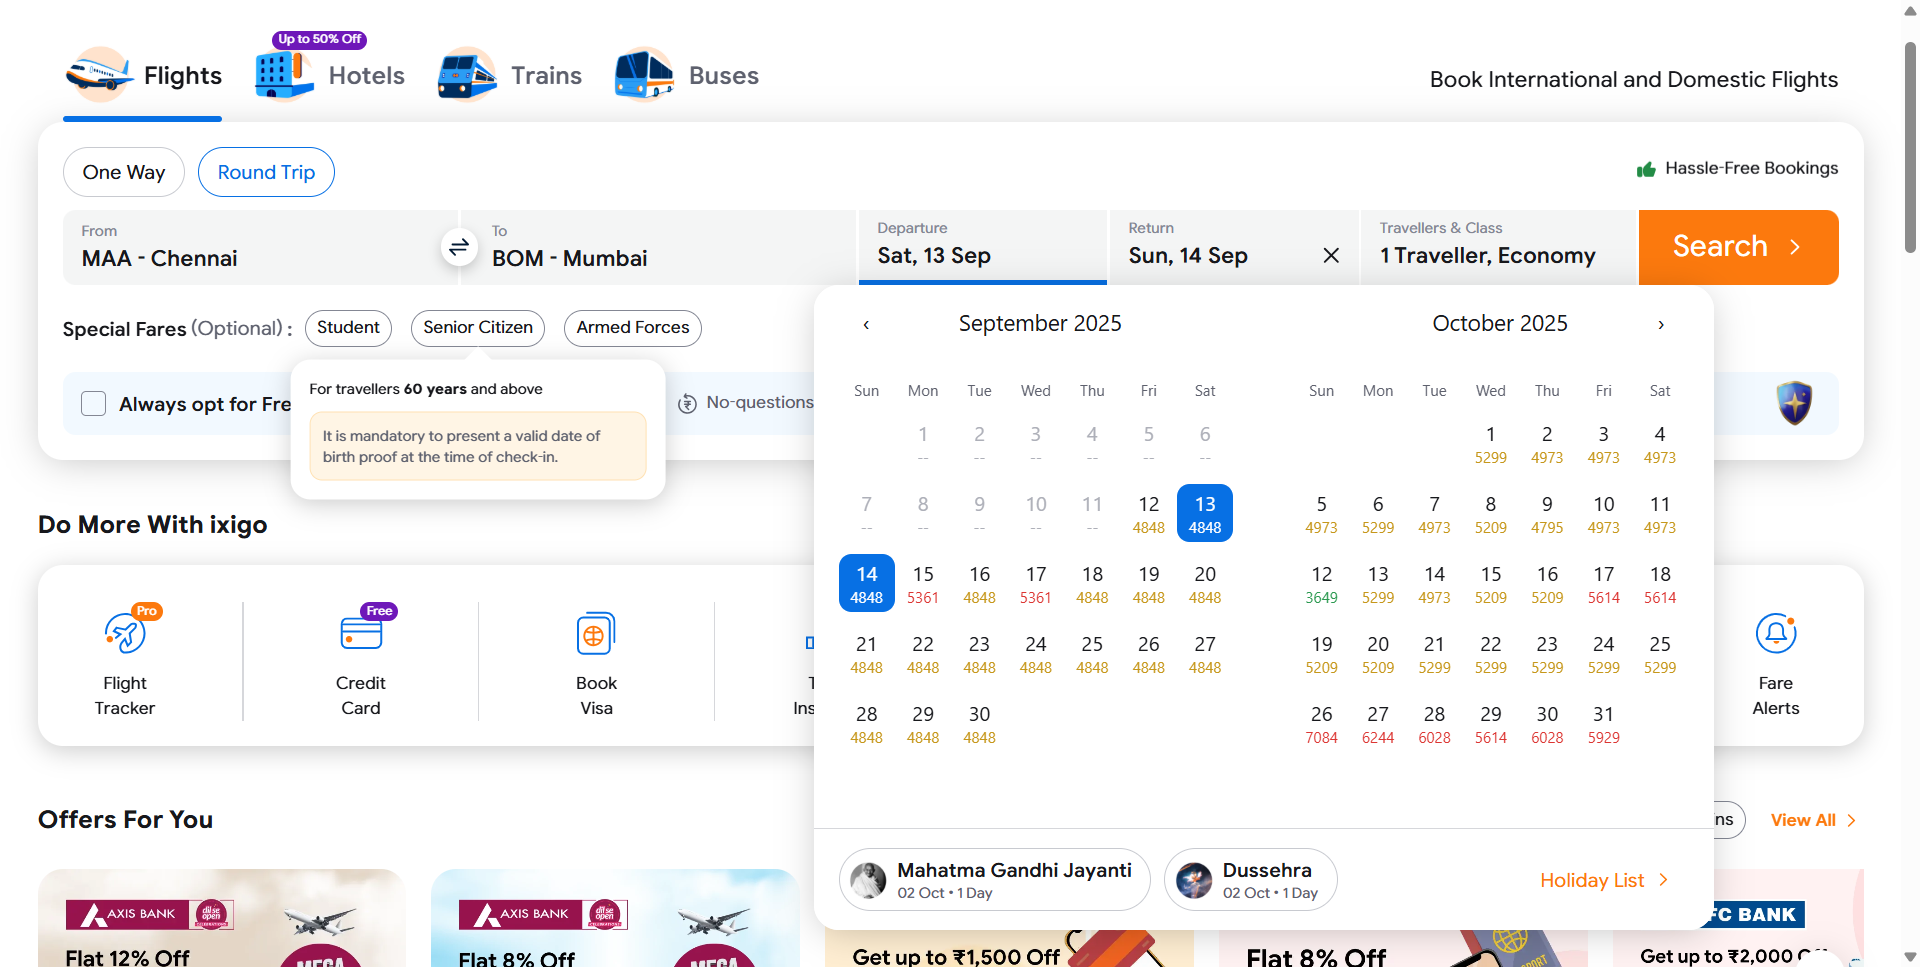 Up to 50% Off
Flights
Hotels
Trains
Buses
Book International and Domestic Flights
One Way
Round Trip
Hassle-Free Bookings
From
MAA - Chennai
To
BOM - Mumbai
Departure
Sat, 13 Sep
Return
Sun, 14 Sep
Travellers & Class
1 Traveller, Economy
Search
Special Fares (Optional) :
Student
Senior Citizen
Armed Forces
For travellers 60 years and above
It is mandatory to present a valid date of
birth proof at the time of check-in.
Always opt for Fre
No-questions
September 2025
Sun Mon Tue Wed Thu Fri Sat
1 2 3 4 5 6
-- -- -- -- -- --
7 8 9 10 11 12 13
-- -- -- -- -- 4848 4848
14 15 16 17 18 19 20
4848 5361 4848 5361 4848 4848 4848
21 22 23 24 25 26 27
4848 4848 4848 4848 4848 4848 4848
28 29 30
4848 4848 4848
October 2025
Sun Mon Tue Wed Thu Fri Sat
1 2 3 4
5299 4973 4973 4973
5 6 7 8 9 10 11
4973 5299 4973 5209 4795 4973 4973
12 13 14 15 16 17 18
3649 5299 4973 5209 5209 5614 5614
19 20 21 22 23 24 25
5209 5209 5299 5299 5299 5299 5299
26 27 28 29 30 31
7084 6244 6028 5614 6028 5929
Mahatma Gandhi Jayanti
02 Oct • 1 Day
Dussehra
02 Oct • 1 Day
Holiday List
Do More With ixigo
Pro
Flight
Tracker
Free
Credit
Card
Book
Visa
T
Ins
Fare
Alerts
Offers For You
ns
View All
AXIS BANK
dil se
open
CELEBRATIONS
Flat 12% Off
MEGA
AXIS BANK
dil se
open
CELEBRATIONS
Flat 8% Off
MEGA
Get up to ₹1,500 Off
Flat 8% Off
FC BANK
Get up to ₹2,000